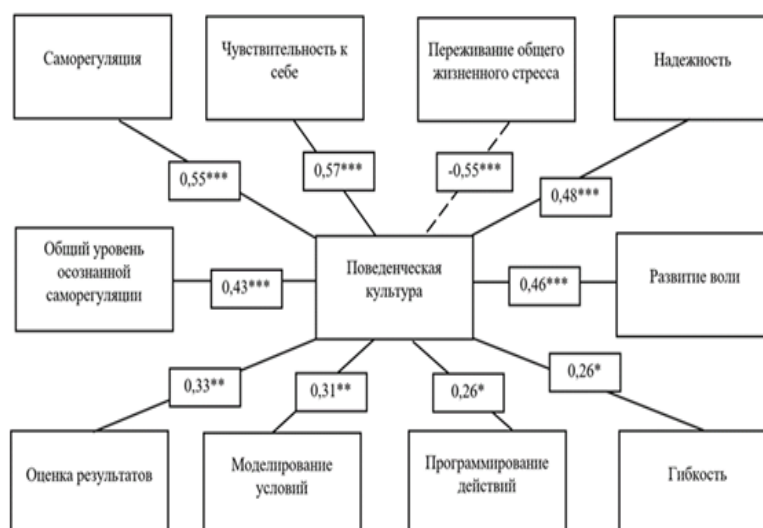 Саморегуляция
Чувствительность к
себе
Переживание общего
жизненного стресса
Надежность
0,55***
0,57***
-0,55***
0,48***
Общий уровень
осознанной
саморегуляции
0,43***
Поведенческая
культура
0,46***
Развитие воли
0,33**
0,31**
0,26*
0,26*
Оценка результатов
Моделирование
условий
Программирование
действий
Гибкость